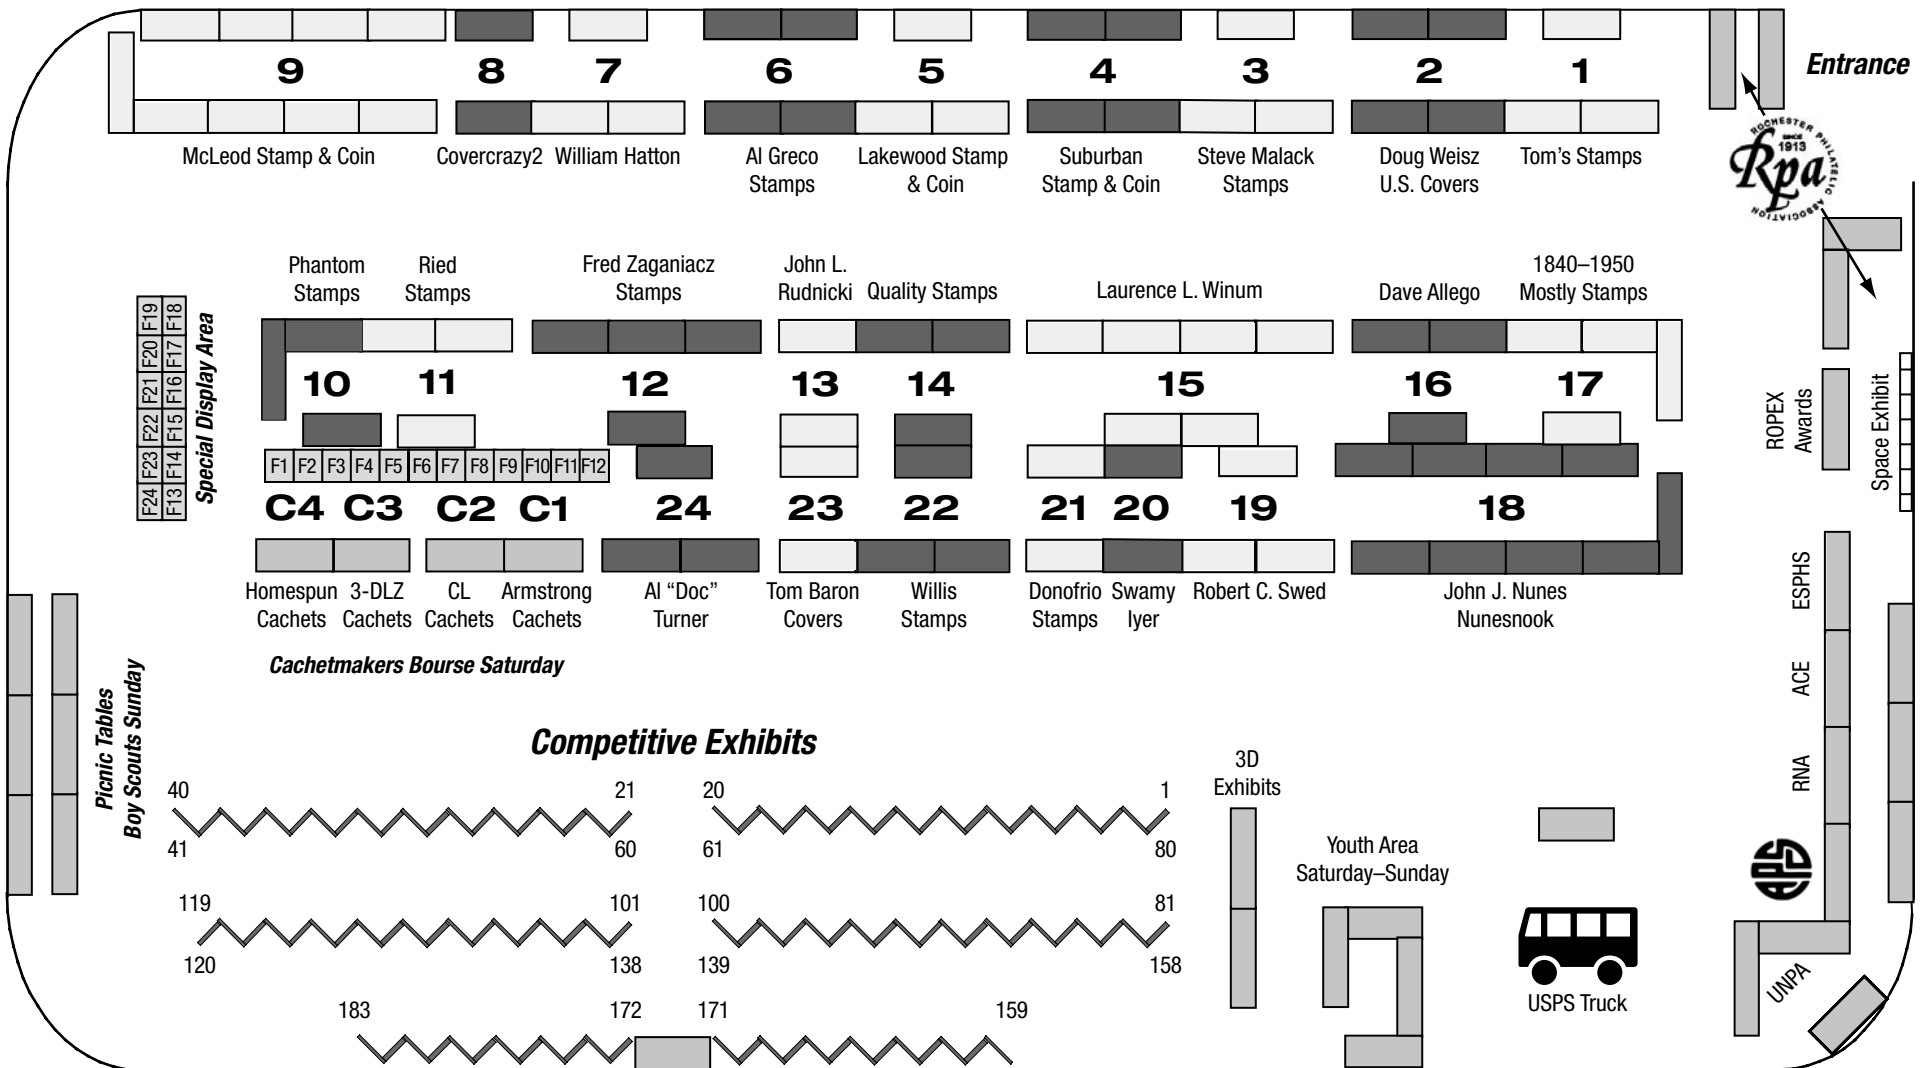 9 8 7 6 5 4 3 2 1
Entrance
McLeod Stamp & Coin
Covercrazy2
William Hatton
Al Greco
Stamps
Lakewood Stamp
& Coin
Suburban
Stamp & Coin
Steve Malack
Stamps
Doug Weisz
U.S. Covers
Tom’s Stamps
ROCHESTER PHILATELIC ASSOCIATION
SINCE
1913
Rpa
Phantom
Stamps
Ried
Stamps
Fred Zaganiacz
Stamps
John L.
Rudnicki
Quality Stamps
Laurence L. Winum
Dave Allego
1840–1950
Mostly Stamps
F19 F18
F20 F17
F21 F16
F22 F15
F23 F14
F24 F13
Special Display Area
10 11 12 13 14 15 16 17
F1 F2 F3 F4 F5 F6 F7 F8 F9 F10 F11 F12
C4 C3 C2 C1 24 23 22 21 20 19 18
Homespun
Cachets
3-DLZ
Cachets
CL
Cachets
Armstrong
Cachets
Al “Doc”
Turner
Tom Baron
Covers
Willis
Stamps
Donofrio
Stamps
Swamy
Iyer
Robert C. Swed
John J. Nunes
Nunesnook
Cachetmakers Bourse Saturday
ROPEX
Awards
Space Exhibit
ESPHS
ACE
RNA
APS
UNPA
Picnic Tables
Boy Scouts Sunday
Competitive Exhibits
40 21 20 1
41 60 61 80
119 101 100 81
120 138 139 158
183 172 171 159
3D
Exhibits
Youth Area
Saturday–Sunday
USPS Truck